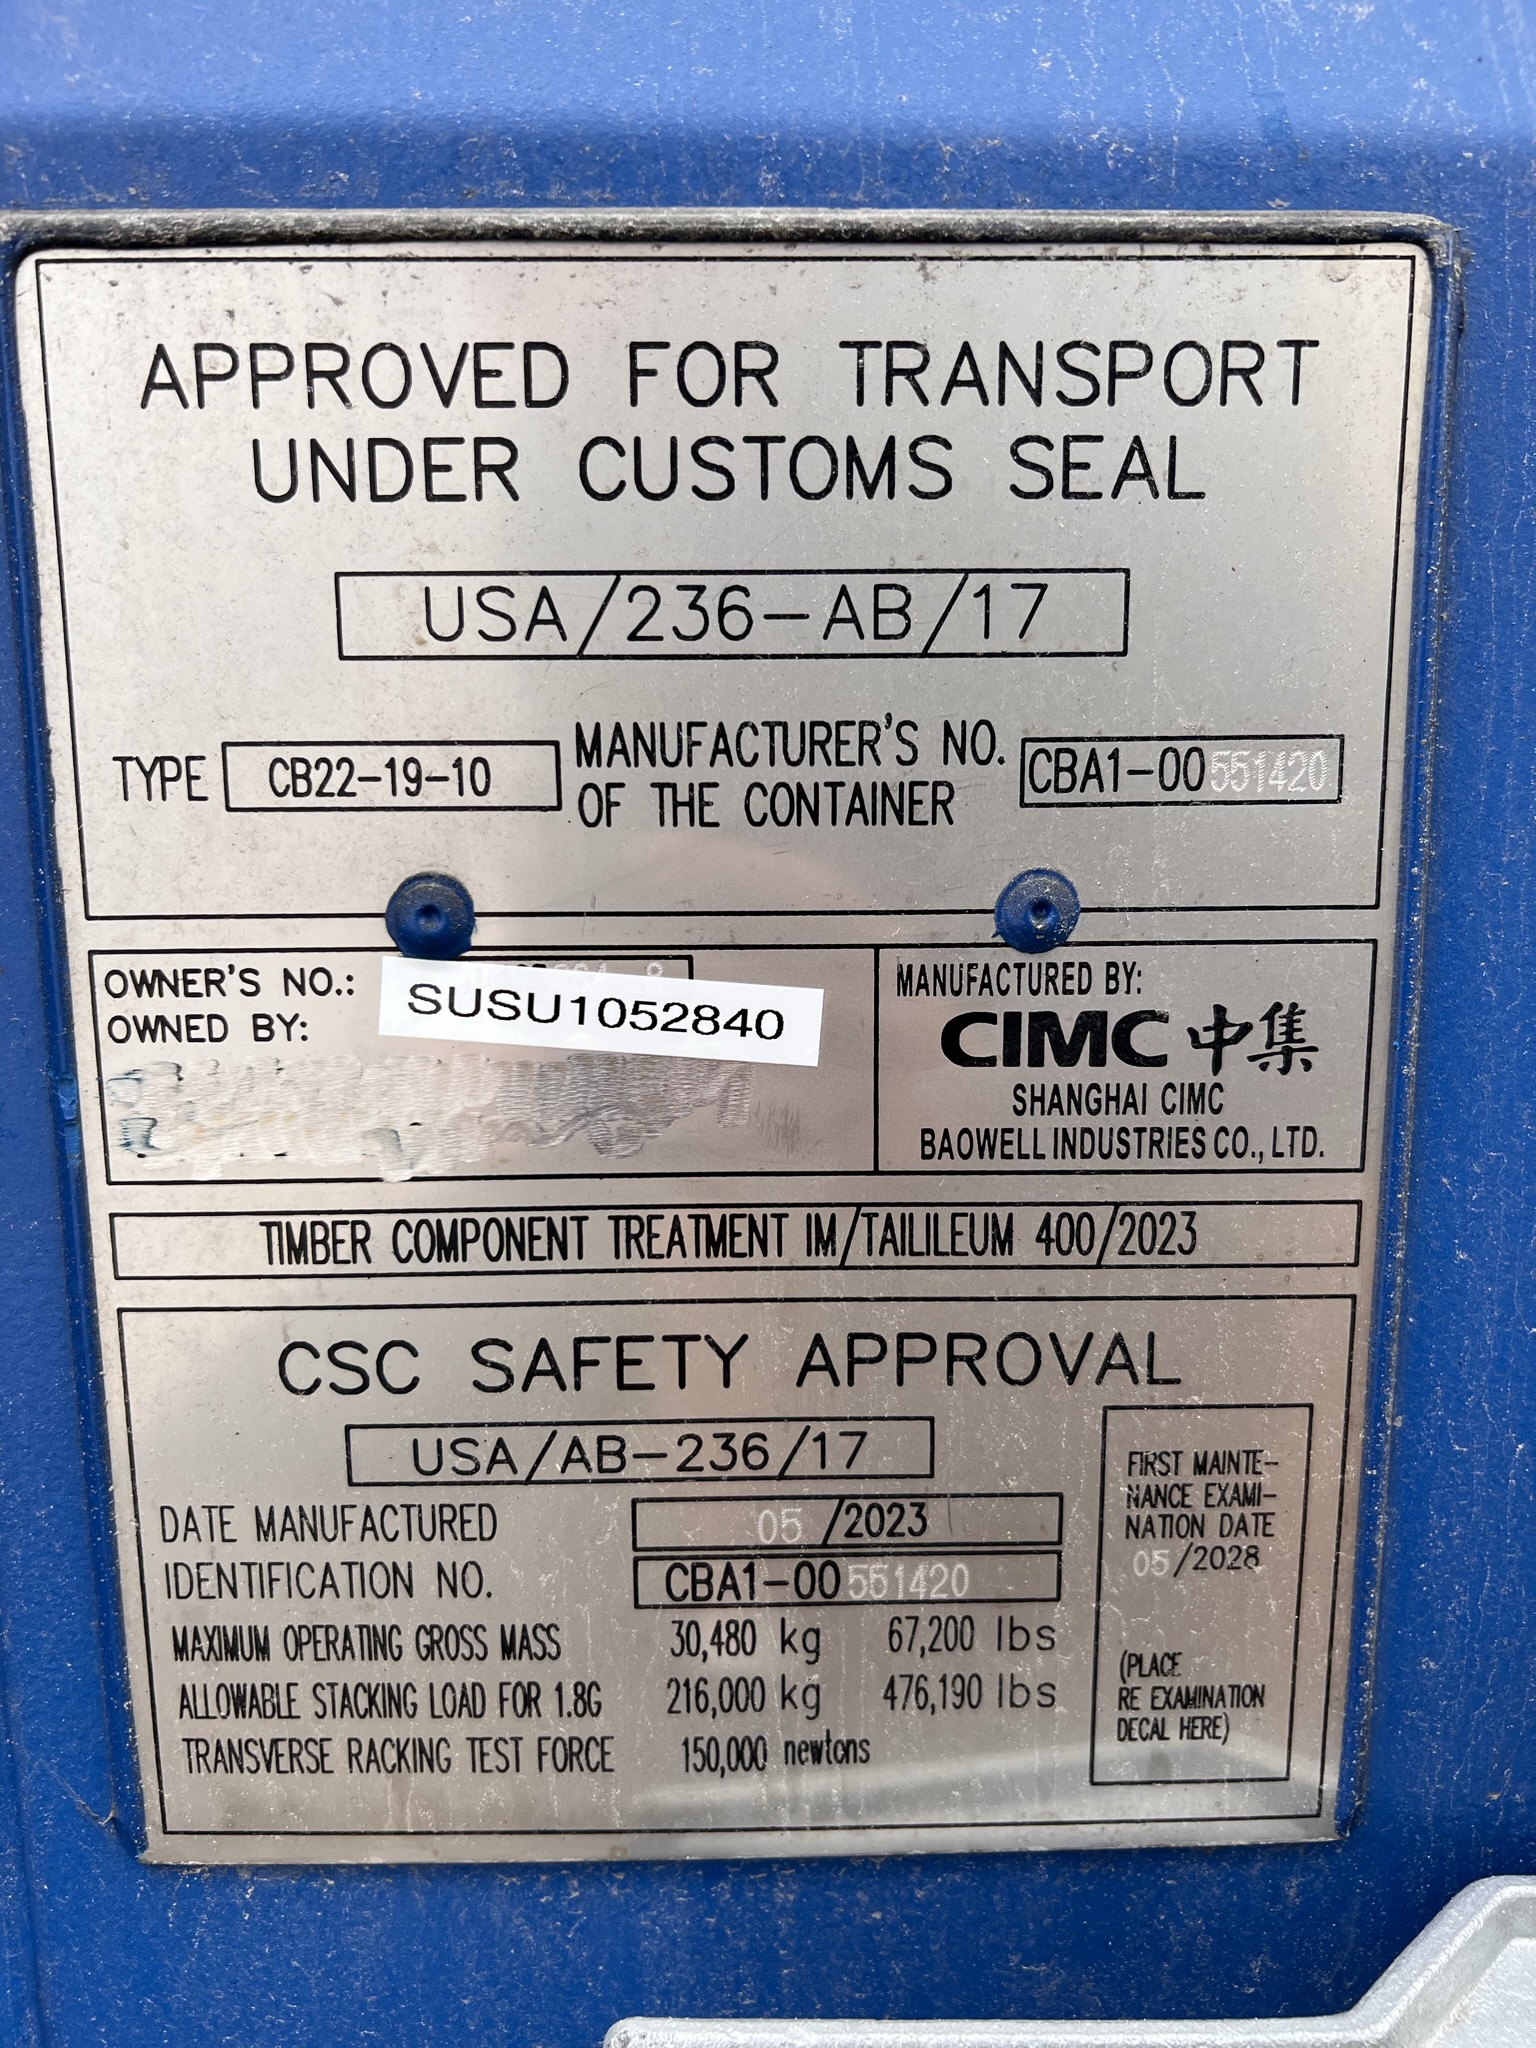 APPROVED FOR TRANSPORT
UNDER CUSTOMS SEAL
USA/236-AB/17
TYPE CB22-19-10
MANUFACTURER'S NO.
OF THE CONTAINER
CBA1-00551420
OWNER'S NO.: SUSU1052840
OWNED BY:
MANUFACTURED BY:
CIMC 中集
SHANGHAI CIMC
BAOWELL INDUSTRIES CO., LTD.
TIMBER COMPONENT TREATMENT IM/TAILILEUM 400/2023
CSC SAFETY APPROVAL
USA/AB-236/17
DATE MANUFACTURED 05/2023
IDENTIFICATION NO. CBA1-00551420
MAXIMUM OPERATING GROSS MASS 30,480 kg 67,200 lbs
ALLOWABLE STACKING LOAD FOR 1.8G 216,000 kg 476,190 lbs
TRANSVERSE RACKING TEST FORCE 150,000 newtons
FIRST MAINTE-
NANCE EXAMI-
NATION DATE
05/2028
(PLACE
RE EXAMINATION
DECAL HERE)